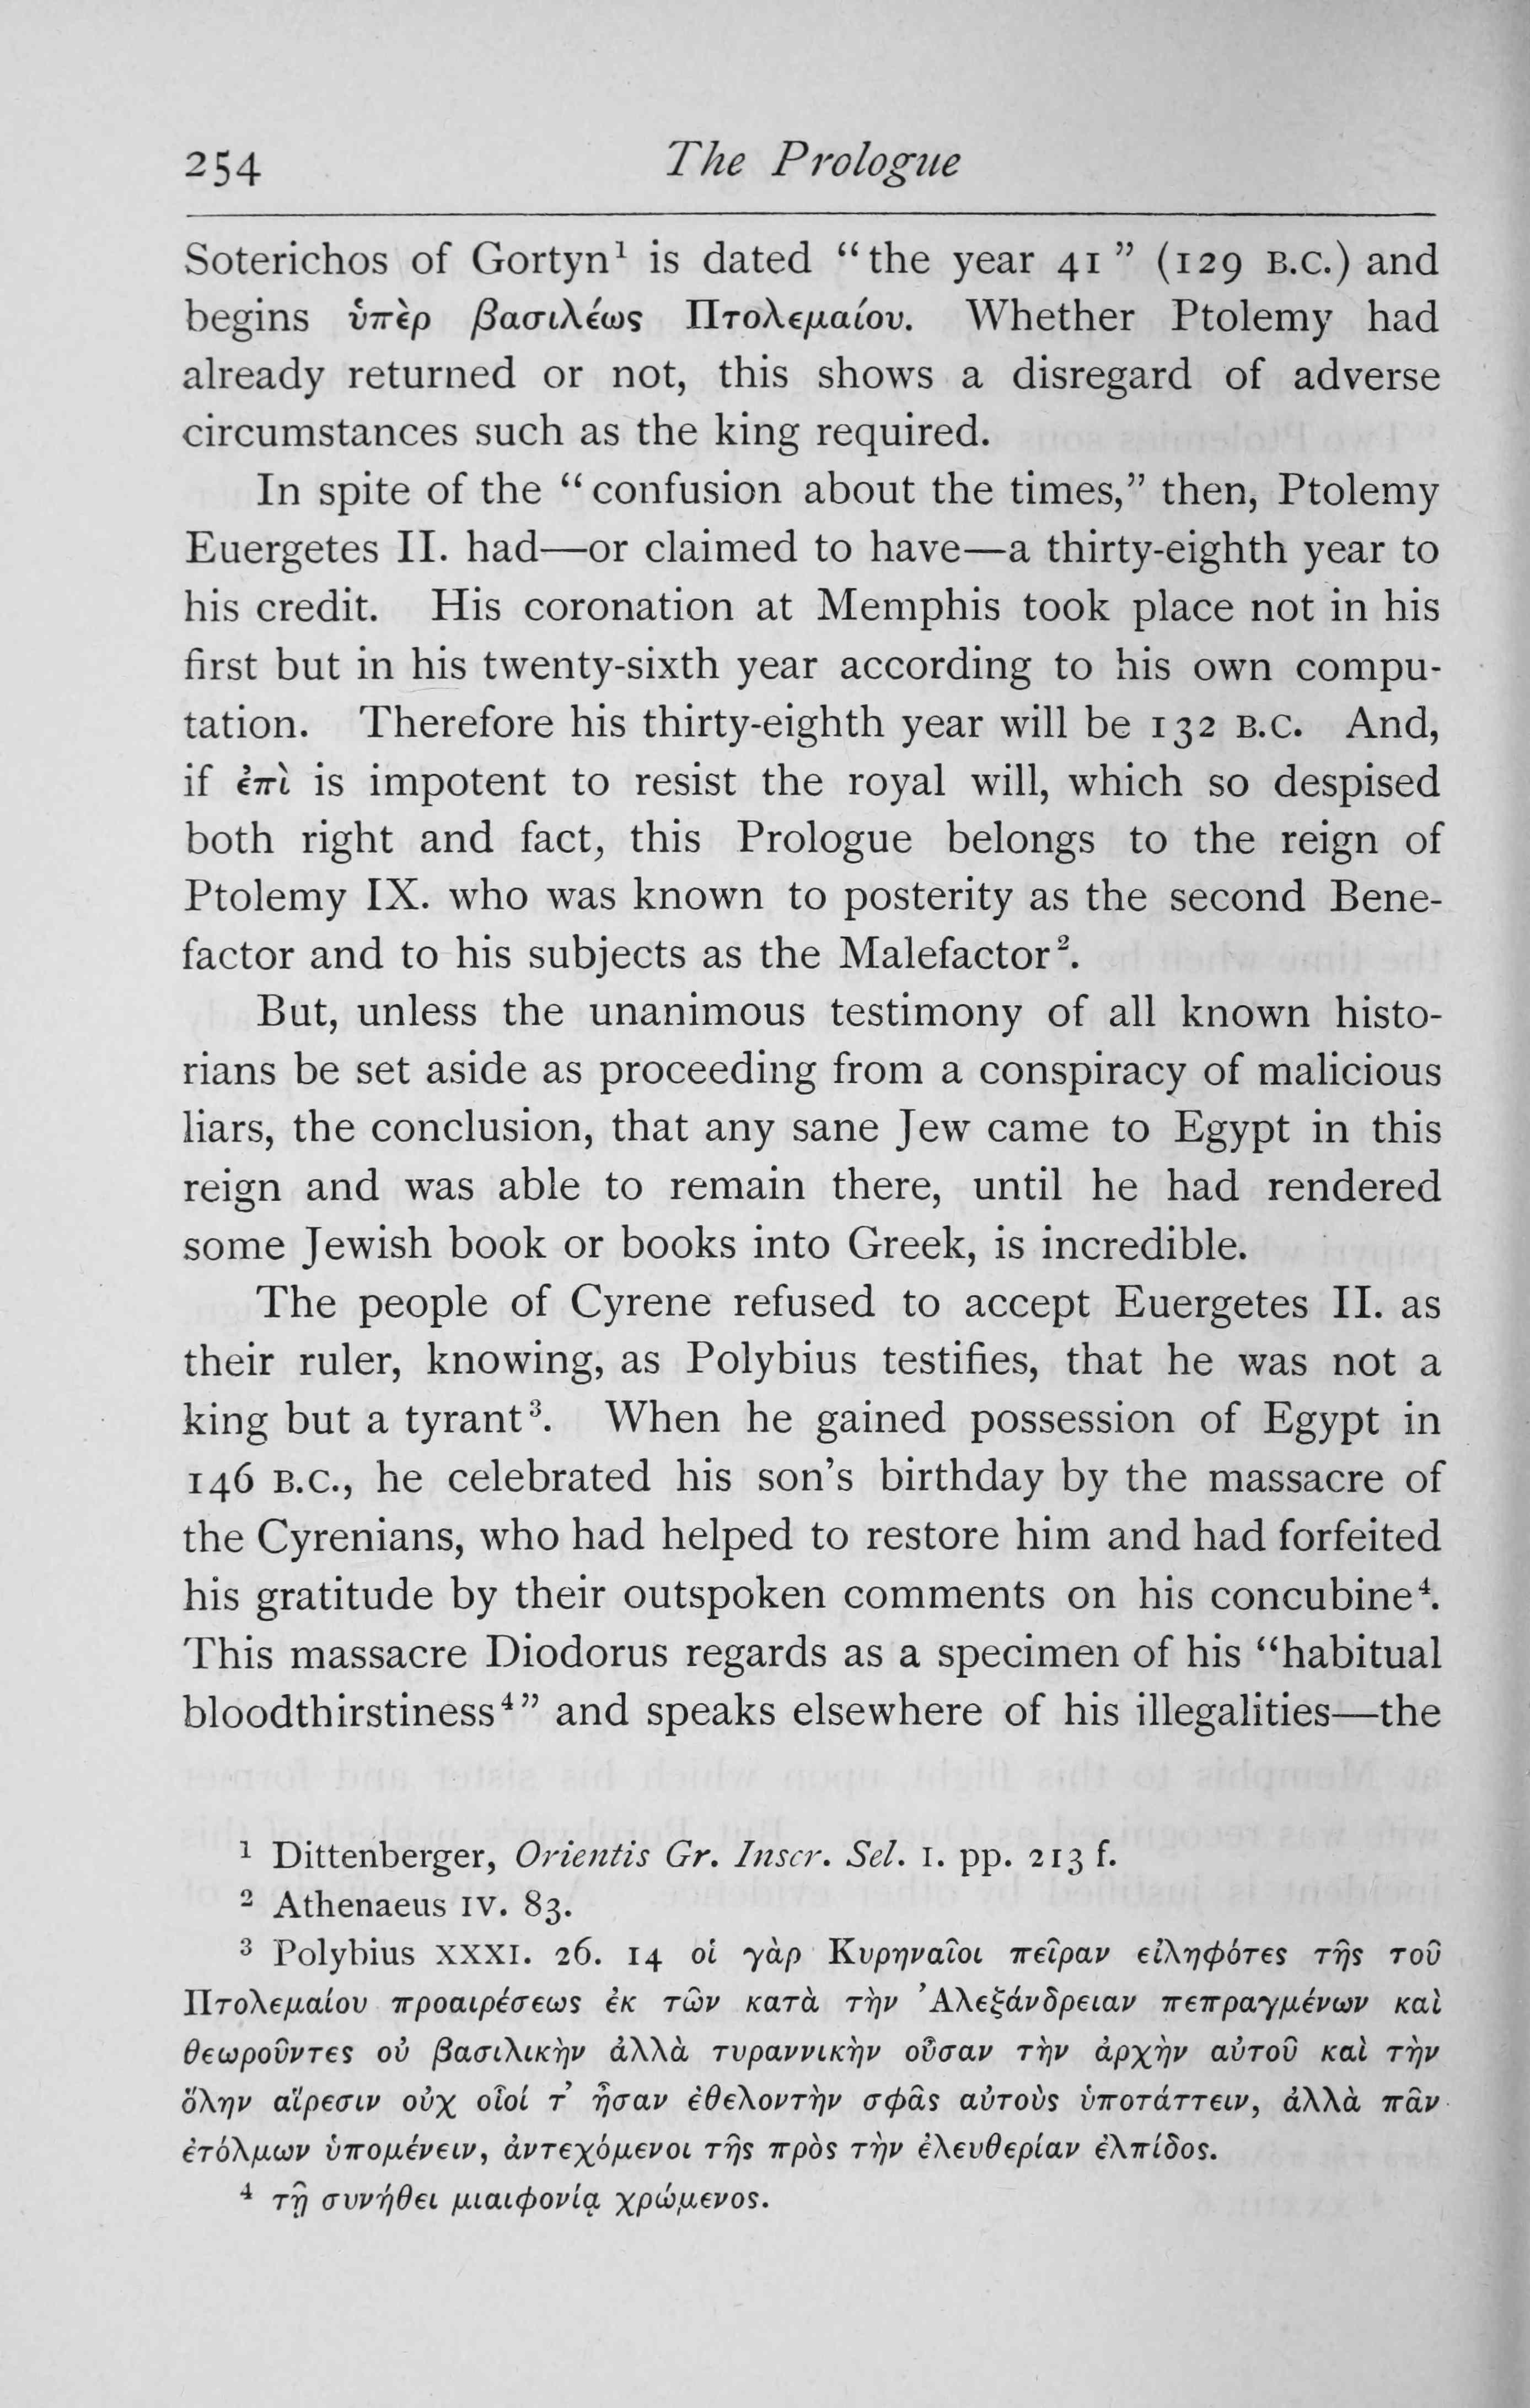 254 The Prologue
Soterichos of Gortyn¹ is dated “the year 41” (129 B.C.) and
begins ὑπὲρ βασιλέως Πτολεμαίου. Whether Ptolemy had
already returned or not, this shows a disregard of adverse
circumstances such as the king required.
In spite of the “confusion about the times,” then, Ptolemy
Euergetes II. had—or claimed to have—a thirty-eighth year to
his credit. His coronation at Memphis took place not in his
first but in his twenty-sixth year according to his own compu-
tation. Therefore his thirty-eighth year will be 132 B.C. And,
if ἐπὶ is impotent to resist the royal will, which so despised
both right and fact, this Prologue belongs to the reign of
Ptolemy IX. who was known to posterity as the second Bene-
factor and to his subjects as the Malefactor².
But, unless the unanimous testimony of all known histo-
rians be set aside as proceeding from a conspiracy of malicious
liars, the conclusion, that any sane Jew came to Egypt in this
reign and was able to remain there, until he had rendered
some Jewish book or books into Greek, is incredible.
The people of Cyrene refused to accept Euergetes II. as
their ruler, knowing, as Polybius testifies, that he was not a
king but a tyrant³. When he gained possession of Egypt in
146 B.C., he celebrated his son’s birthday by the massacre of
the Cyrenians, who had helped to restore him and had forfeited
his gratitude by their outspoken comments on his concubine⁴.
This massacre Diodorus regards as a specimen of his “habitual
bloodthirstiness⁴” and speaks elsewhere of his illegalities—the
¹ Dittenberger, Orientis Gr. Inscr. Sel. I. pp. 213 f.
² Athenaeus IV. 83.
³ Polybius XXXI. 26. 14 οἱ γὰρ Κυρηναῖοι πεῖραν εἰληφότες τῆς τοῦ
Πτολεμαίου προαιρέσεως ἐκ τῶν κατὰ τὴν Ἀλεξάνδρειαν πεπραγμένων καὶ
θεωροῦντες οὐ βασιλικὴν ἀλλὰ τυραννικὴν οὖσαν τὴν ἀρχὴν αὐτοῦ καὶ τὴν
ὅλην αἵρεσιν οὐχ οἷοί τ’ ἦσαν ἐθελοντὴν σφᾶς αὐτοὺς ὑποτάττειν, ἀλλὰ πᾶν
ἐτόλμων ὑπομένειν, ἀντεχόμενοι τῆς πρὸς τὴν ἐλευθερίαν ἐλπίδος.
⁴ τῇ συνήθει μιαιφονίᾳ χρώμενος.